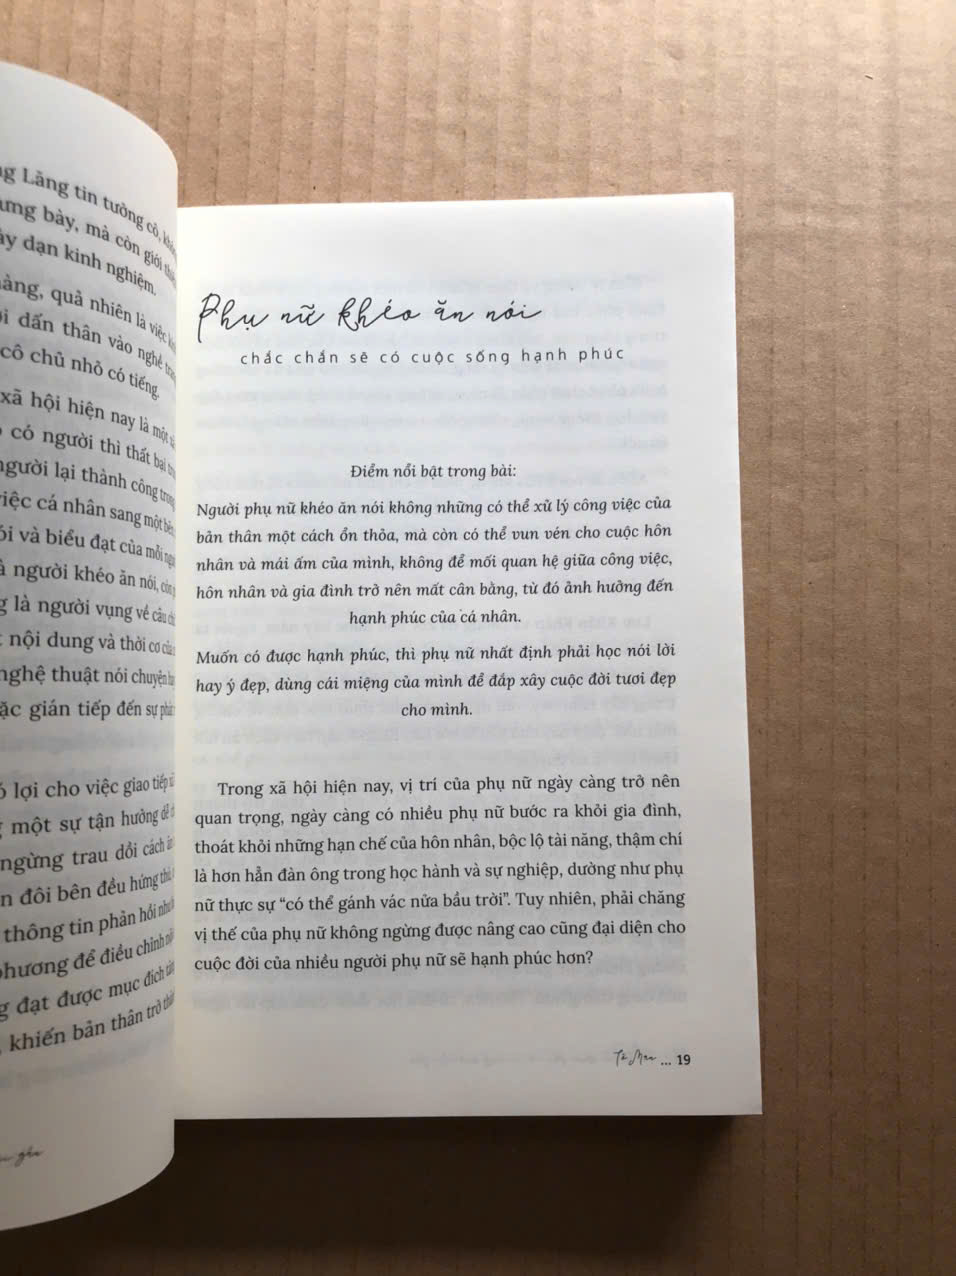 Lăng tin tưởng cô,
bày, mà còn giới
dạn kinh nghiệm.
quả nhiên là việc
dấn thân vào nghề
cô chủ nhỏ có tiếng.
xã hội hiện nay là một
có người thì thất bại
người lại thành công trong
việc cá nhân sang một bên
và biểu đạt của mỗi
người khéo ăn nói, còn
là người vụng về câu
nội dung và thời cơ của
nghệ thuật nói chuyện
gián tiếp đến sự
lợi cho việc giao tiếp
một sự tận hưởng để
ngừng trau dồi cách
đôi bên đều hứng thú,
thông tin phản hồi như
phương để điều chỉnh
đạt được mục đích
khiến bản thân trở
Phụ nữ khéo ăn nói
chắc chắn sẽ có cuộc sống hạnh phúc
Điểm nổi bật trong bài:
Người phụ nữ khéo ăn nói không những có thể xử lý công việc của
bản thân một cách ổn thỏa, mà còn có thể vun vén cho cuộc hôn
nhân và mái ấm của mình, không để mối quan hệ giữa công việc,
hôn nhân và gia đình trở nên mất cân bằng, từ đó ảnh hưởng đến
hạnh phúc của cá nhân.
Muốn có được hạnh phúc, thì phụ nữ nhất định phải học nói lời
hay ý đẹp, dùng cái miệng của mình để đắp xây cuộc đời tươi đẹp
cho mình.
Trong xã hội hiện nay, vị trí của phụ nữ ngày càng trở nên
quan trọng, ngày càng có nhiều phụ nữ bước ra khỏi gia đình,
thoát khỏi những hạn chế của hôn nhân, bộc lộ tài năng, thậm chí
là hơn hẳn đàn ông trong học hành và sự nghiệp, dường như phụ
nữ thực sự “có thể gánh vác nửa bầu trời”. Tuy nhiên, phải chăng
vị thế của phụ nữ không ngừng được nâng cao cũng đại diện cho
cuộc đời của nhiều người phụ nữ sẽ hạnh phúc hơn?
... 19